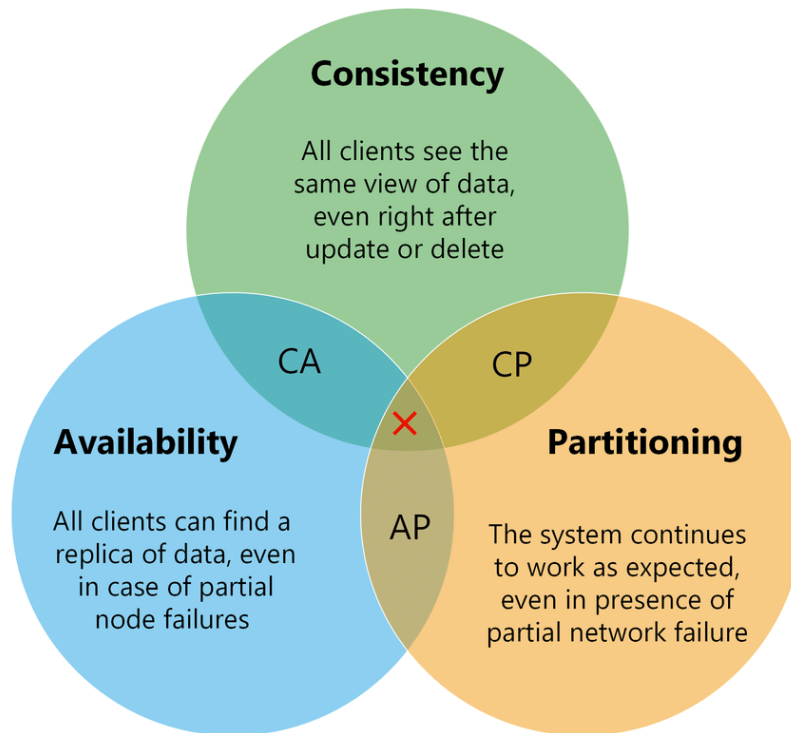 Consistency
All clients see the
same view of data,
even right after
update or delete
CA
CP
Availability
All clients can find a
replica of data, even
in case of partial
node failures
Partitioning
The system continues
to work as expected,
even in presence of
partial network failure
AP